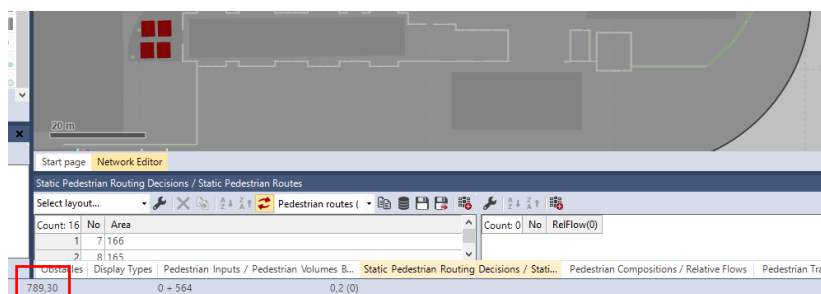 20 m
Start page Network Editor
Static Pedestrian Routing Decisions / Static Pedestrian Routes
Select layout... Pedestrian routes (
Count: 16 No Area Count: 0 No RelFlow(0)
1 7 166
2 8 165
Obstacles Display Types Pedestrian Inputs / Pedestrian Volumes B... Static Pedestrian Routing Decisions / Stati... Pedestrian Compositions / Relative Flows Pedestrian Tra
789,30 0 + 564 0,2 (0)